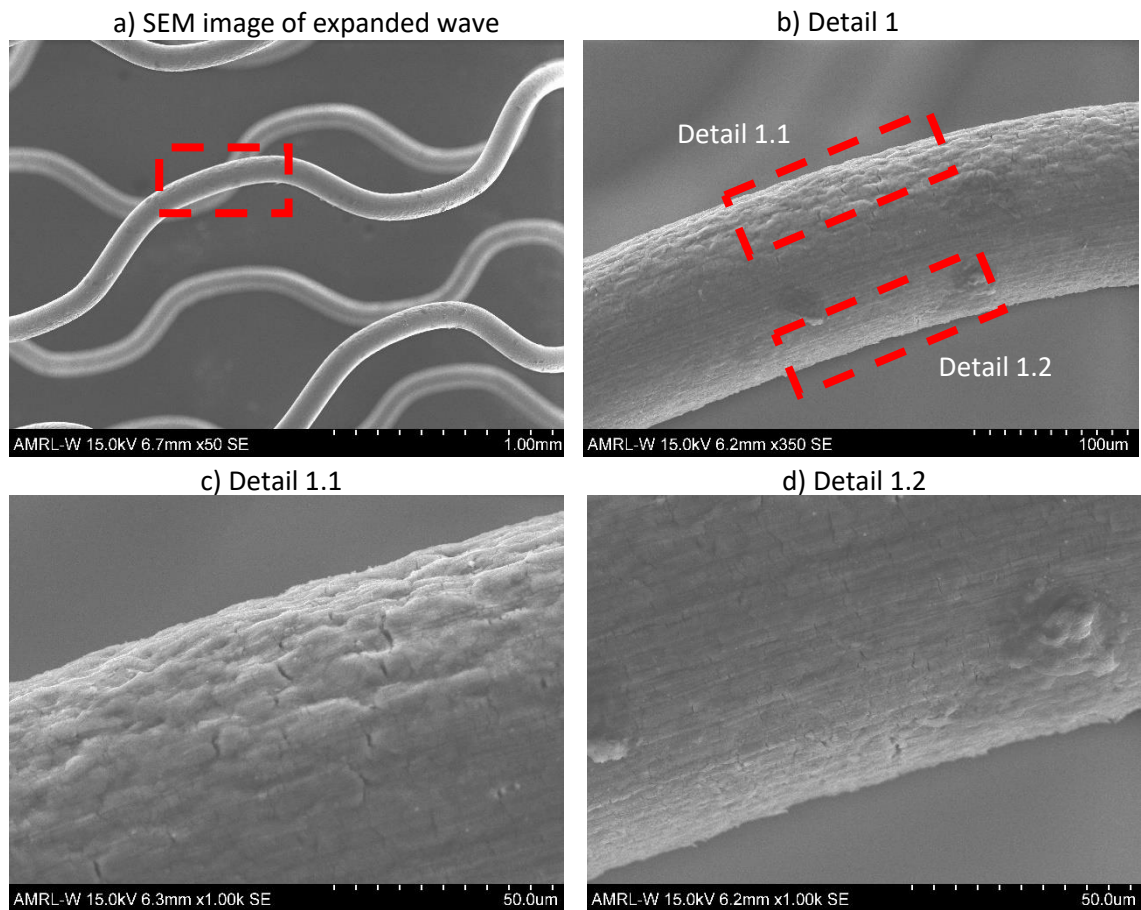 a) SEM image of expanded wave
b) Detail 1
Detail 1.1
Detail 1.2
AMRL-W 15.0kV 6.7mm x50 SE
1.00mm
AMRL-W 15.0kV 6.2mm x350 SE
100um
c) Detail 1.1
d) Detail 1.2
AMRL-W 15.0kV 6.3mm x1.00k SE
50.0um
AMRL-W 15.0kV 6.2mm x1.00k SE
50.0um